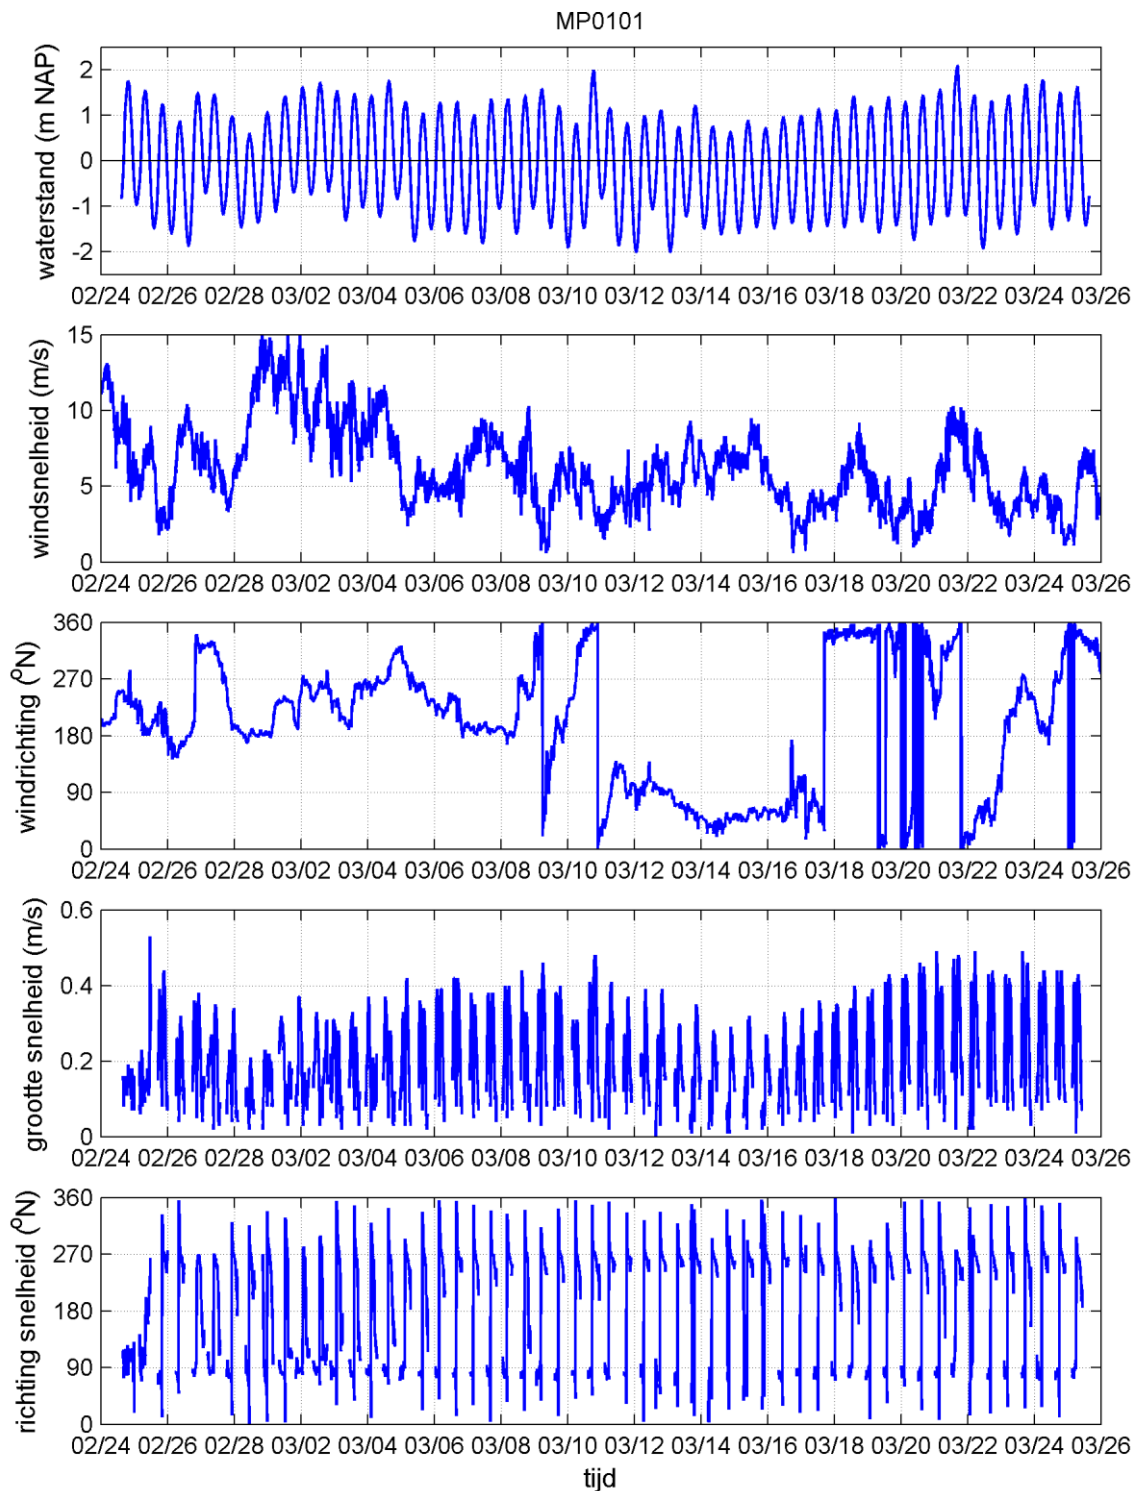 MP0101
waterstand (m NAP)
2
1
0
-1
-2
02/24 02/26 02/28 03/02 03/04 03/06 03/08 03/10 03/12 03/14 03/16 03/18 03/20 03/22 03/24 03/26
windsnelheid (m/s)
15
10
5
0
02/24 02/26 02/28 03/02 03/04 03/06 03/08 03/10 03/12 03/14 03/16 03/18 03/20 03/22 03/24 03/26
windrichting (°N)
360
270
180
90
0
02/24 02/26 02/28 03/02 03/04 03/06 03/08 03/10 03/12 03/14 03/16 03/18 03/20 03/22 03/24 03/26
grootte snelheid (m/s)
0.6
0.4
0.2
0
02/24 02/26 02/28 03/02 03/04 03/06 03/08 03/10 03/12 03/14 03/16 03/18 03/20 03/22 03/24 03/26
richting snelheid (°N)
360
270
180
90
0
02/24 02/26 02/28 03/02 03/04 03/06 03/08 03/10 03/12 03/14 03/16 03/18 03/20 03/22 03/24 03/26
tijd